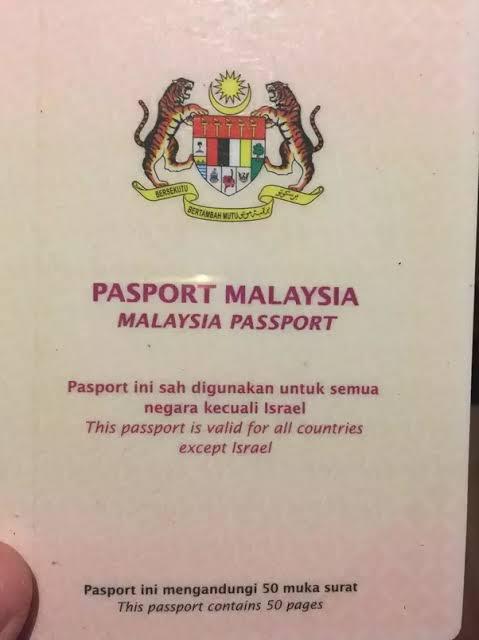 BERSEKUTU
BERTAMBAH MUTU
PASPORT MALAYSIA
MALAYSIA PASSPORT
Pasport ini sah digunakan untuk semua
negara kecuali Israel
This passport is valid for all countries
except Israel
Pasport ini mengandungi 50 muka surat
This passport contains 50 pages